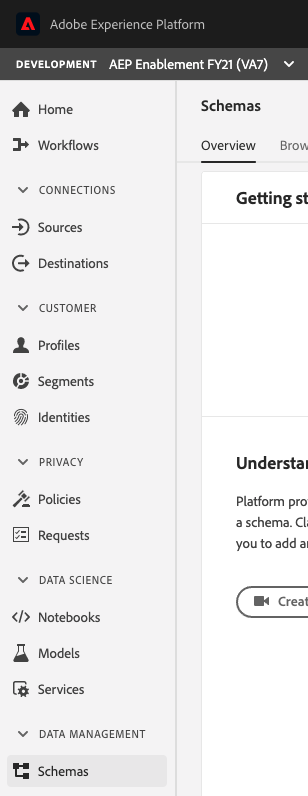 Adobe Experience Platform
DEVELOPMENT AEP Enablement FY21 (VA7)
Home
Workflows
CONNECTIONS
Sources
Destinations
CUSTOMER
Profiles
Segments
Identities
PRIVACY
Policies
Requests
DATA SCIENCE
Notebooks
Models
Services
DATA MANAGEMENT
Schemas
Schemas
Overview Brow
Getting st
Understan
Platform pro
a schema. Cl
you to add a
Creat